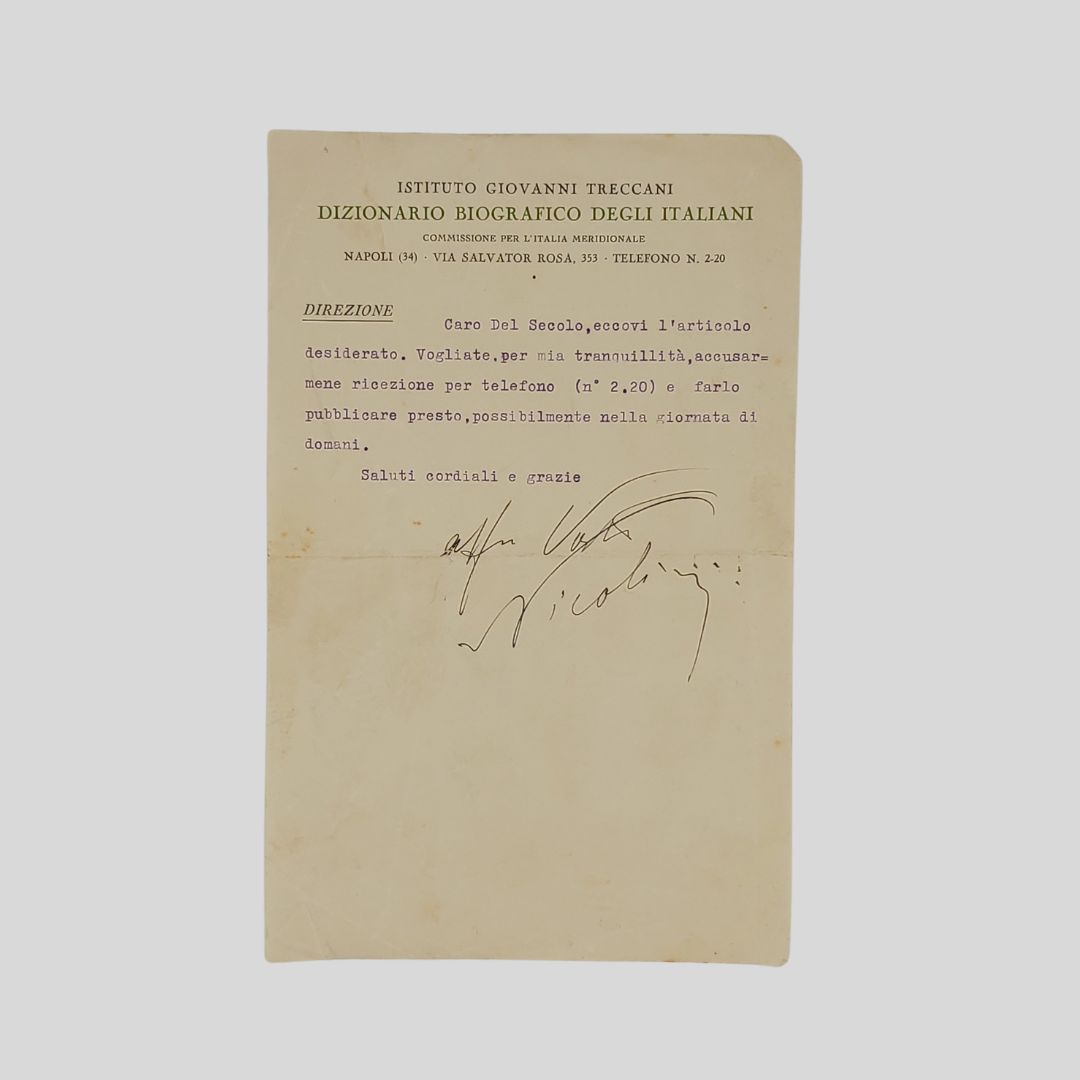 ISTITUTO GIOVANNI TRECCANI
DIZIONARIO BIOGRAFICO DEGLI ITALIANI
COMMISSIONE PER L'ITALIA MERIDIONALE
NAPOLI (34) · VIA SALVATOR ROSA, 353 · TELEFONO N. 2-20
DIREZIONE
Caro Del Secolo,eccovi l'articolo
desiderato. Vogliate,per mia tranquillità,accusar=
mene ricezione per telefono (n° 2.20) e farlo
pubblicare presto,possibilmente nella giornata di
domani.
Saluti cordiali e grazie
Nicolini